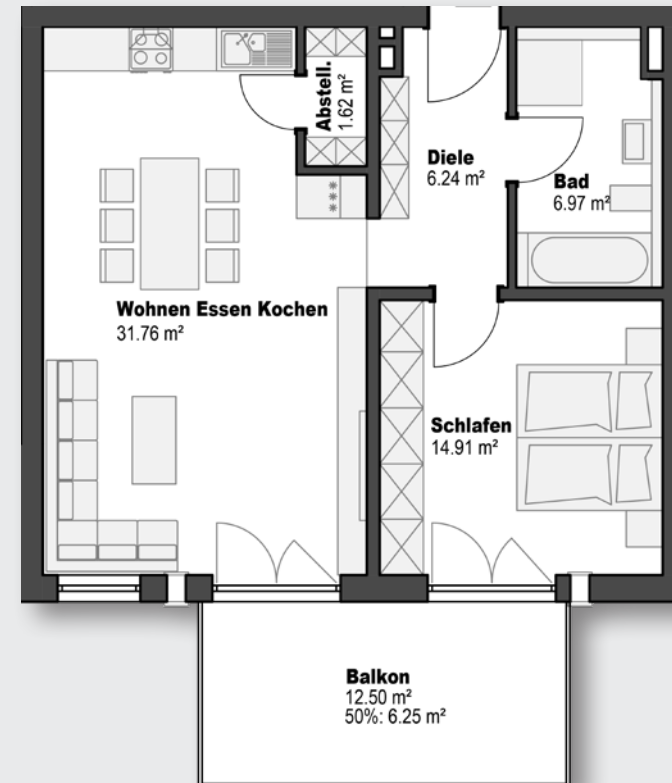 Abstell.
1.62 m²
Diele
6.24 m²
Bad
6.97 m²
Wohnen Essen Kochen
31.76 m²
Schlafen
14.91 m²
Balkon
12.50 m²
50%: 6.25 m²